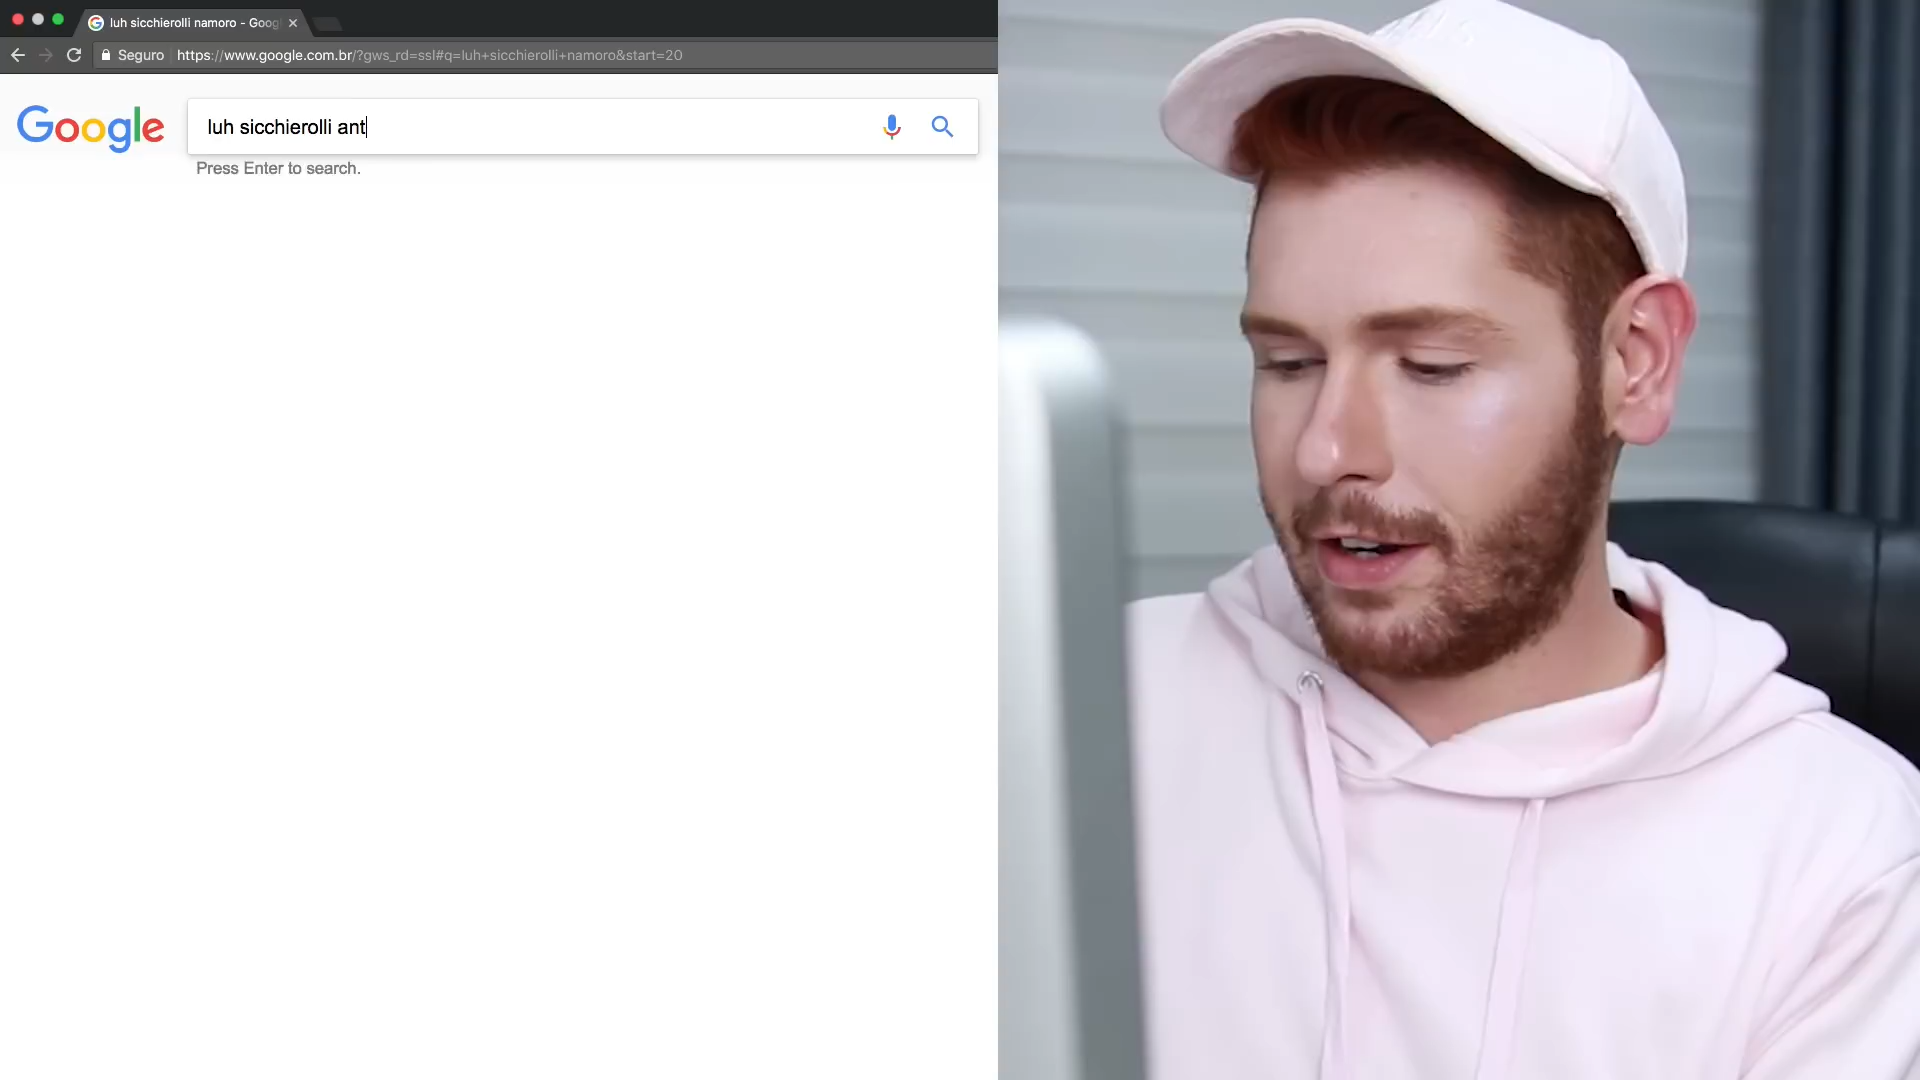 luh sicchierolli namoro - Goog
Seguro https://www.google.com.br/?gws_rd=ssl#q=luh+sicchierolli+namoro&start=20
Google luh sicchierolli ant
Press Enter to search.